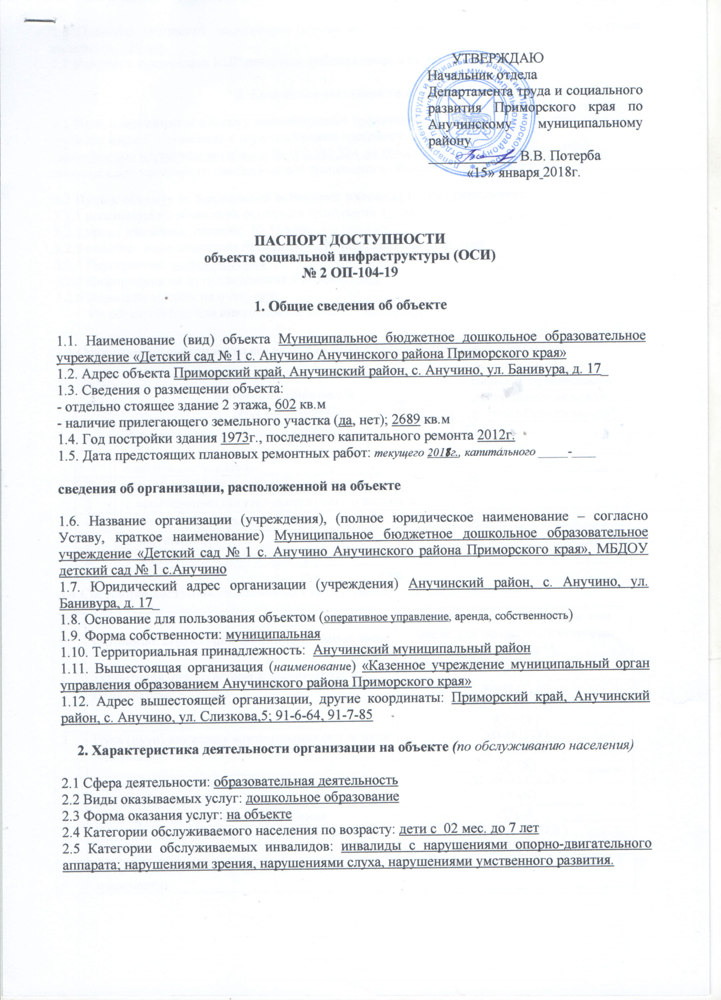 УТВЕРЖДАЮ
Начальник отдела
Департамента труда и социального
развития Приморского края по
Анучинскому муниципальному
району
В.В. Потерба
«15» января 2018г.
ПАСПОРТ ДОСТУПНОСТИ
объекта социальной инфраструктуры (ОСИ)
№ 2 ОП-104-19
1. Общие сведения об объекте
1.1. Наименование (вид) объекта Муниципальное бюджетное дошкольное образовательное
учреждение «Детский сад № 1 с. Анучино Анучинского района Приморского края»
1.2. Адрес объекта Приморский край, Анучинский район, с. Анучино, ул. Банивура, д. 17_
1.3. Сведения о размещении объекта:
- отдельно стоящее здание 2 этажа, 602 кв.м
- наличие прилегающего земельного участка (да, нет); 2689 кв.м
1.4. Год постройки здания 1973г., последнего капитального ремонта 2012г.
1.5. Дата предстоящих плановых ремонтных работ: текущего 2018г., капитального _____-____
сведения об организации, расположенной на объекте
1.6. Название организации (учреждения), (полное юридическое наименование – согласно
Уставу, краткое наименование) Муниципальное бюджетное дошкольное образовательное
учреждение «Детский сад № 1 с. Анучино Анучинского района Приморского края», МБДОУ
детский сад № 1 с.Анучино
1.7. Юридический адрес организации (учреждения) Анучинский район, с. Анучино, ул.
Банивура, д. 17_
1.8. Основание для пользования объектом (оперативное управление, аренда, собственность)
1.9. Форма собственности: муниципальная
1.10. Территориальная принадлежность: Анучинский муниципальный район
1.11. Вышестоящая организация (наименование) «Казенное учреждение муниципальный орган
управления образованием Анучинского района Приморского края»
1.12. Адрес вышестоящей организации, другие координаты: Приморский край, Анучинский
район, с. Анучино, ул. Слизкова,5; 91-6-64, 91-7-85
2. Характеристика деятельности организации на объекте (по обслуживанию населения)
2.1 Сфера деятельности: образовательная деятельность
2.2 Виды оказываемых услуг: дошкольное образование
2.3 Форма оказания услуг: на объекте
2.4 Категории обслуживаемого населения по возрасту: дети с 02 мес. до 7 лет
2.5 Категории обслуживаемых инвалидов: инвалиды с нарушениями опорно-двигательного
аппарата; нарушениями зрения, нарушениями слуха, нарушениями умственного развития.
Департамент труда и социального развития Приморского края
Отдел по Анучинскому муниципальному району